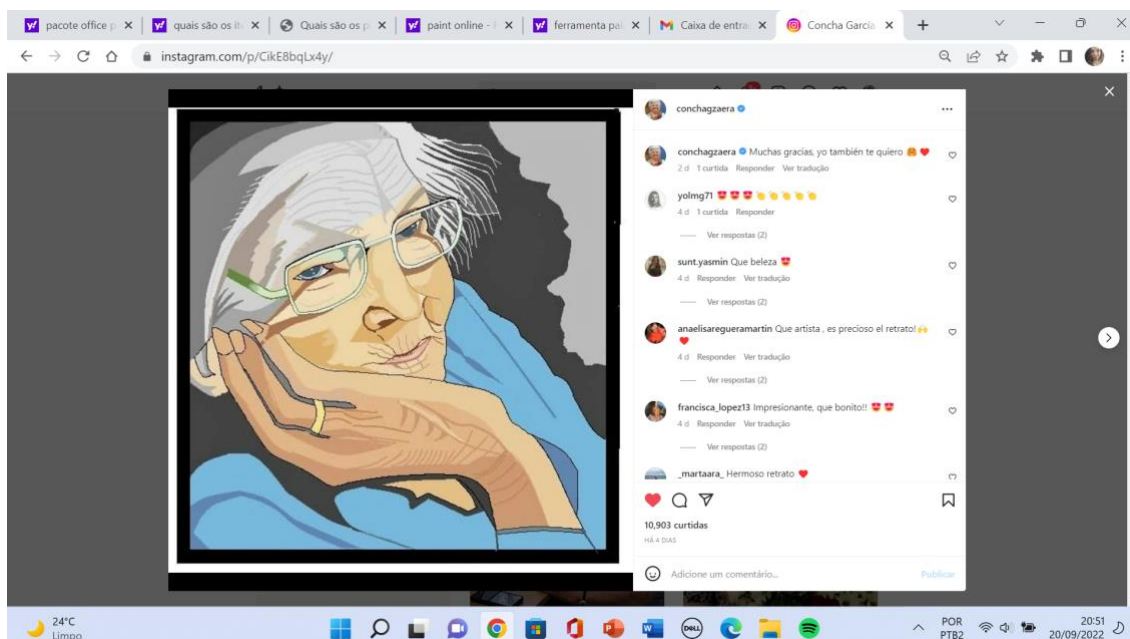 pacote office p
quais são os it
Quais são os p
paint online -
ferramenta pai
Caixa de entra
Concha García
instagram.com/p/CikE8bqLx4y/
conchagzaera
conchagzaera Muchas gracias, yo también te quiero 🤗 ❤️
2 d 1 curtida Responder Ver tradução
yolmg71 😍 😍 😍 👏 👏 👏 👏 👏
4 d 1 curtida Responder
Ver respostas (2)
sunt.yasmin Que beleza 😍
4 d Responder Ver tradução
Ver respostas (2)
anaelisaregueramartin Que artista , es precioso el retrato! 🙌
❤️
4 d Responder Ver tradução
Ver respostas (2)
francisca_lopez13 Impresionante, que bonito!! 😍 😍
4 d Responder Ver tradução
Ver respostas (2)
_martaara_ Hermoso retrato ❤️
10,903 curtidas
HÁ 4 DIAS
Adicione um comentário...
Publicar
24°C
Limpo
DELL
POR
PTB2
20:51
20/09/2022